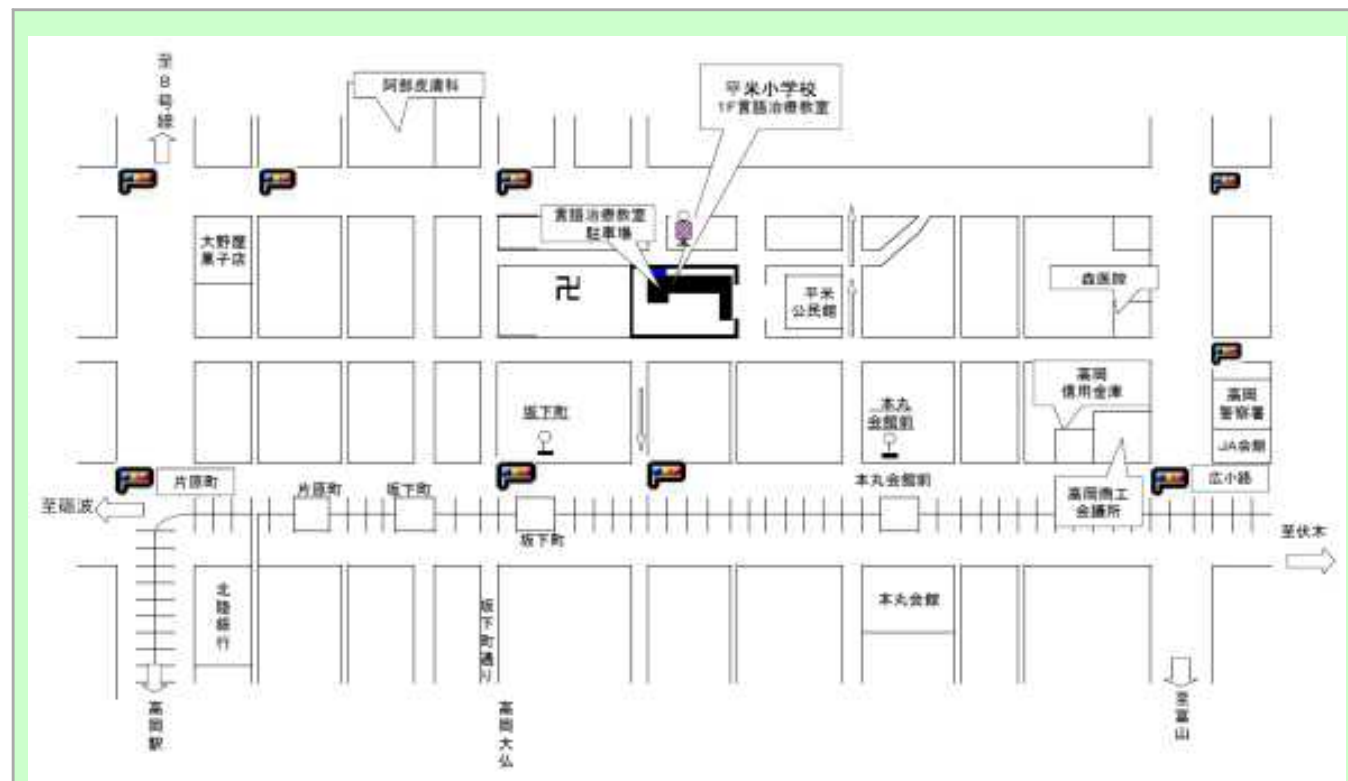 至8号線
阿部皮膚科
平米小学校
1F言語治療教室
言語治療教室
駐車場
大野屋
菓子店
卍
平米
公民館
森医院
高岡
信用金庫
高岡
警察署
JA会館
坂下町
本丸
会館前
片原町
片原町
坂下町
本丸会館前
広小路
至砺波
坂下町
高岡商工
会議所
至伏木
北陸銀行
坂下町通り
本丸会館
高岡駅
高岡大仏
至富山